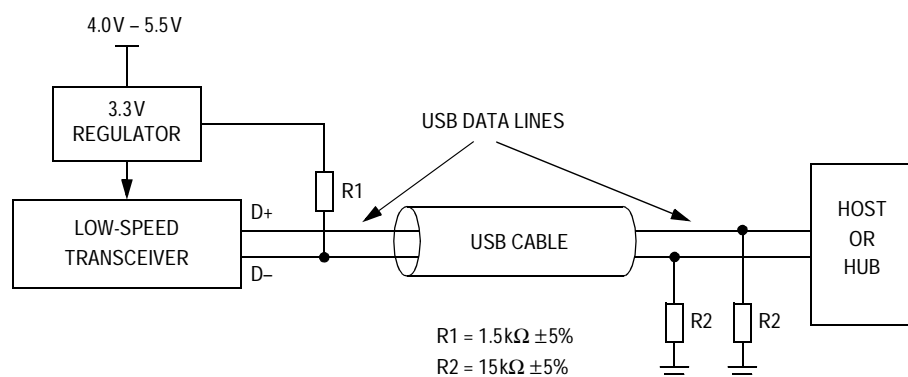 4.0V – 5.5V
3.3V
REGULATOR
USB DATA LINES
R1
D+
LOW-SPEED
TRANSCEIVER
D–
USB CABLE
HOST
OR
HUB
R2
R2
R1 = 1.5kΩ ±5%
R2 = 15kΩ ±5%